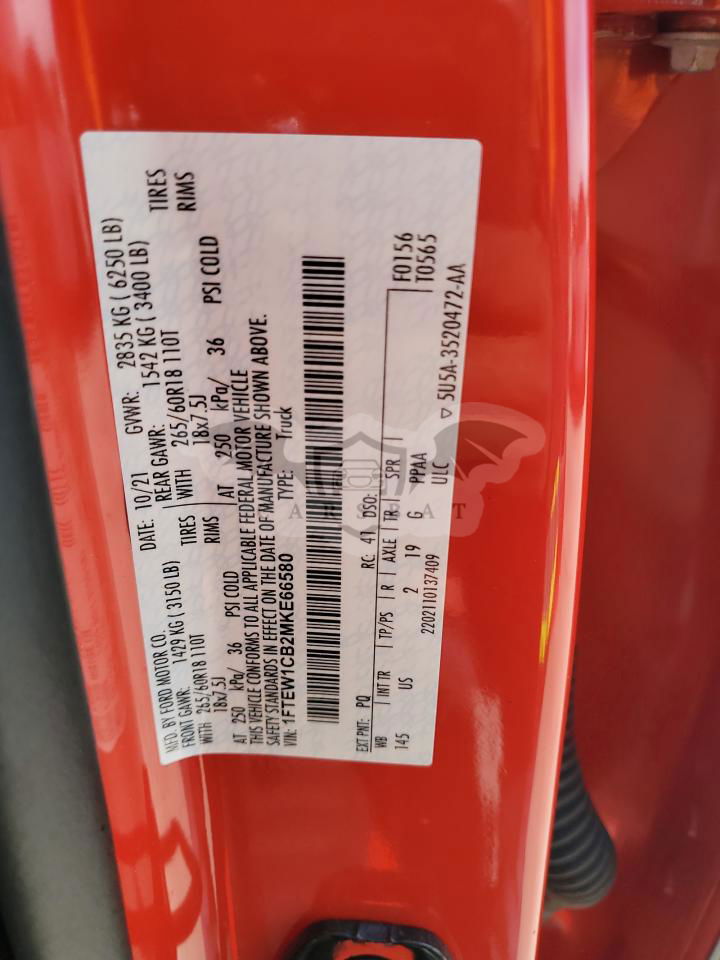 MFD. BY FORD MOTOR CO.
DATE: 10/21 GVWR: 2835 KG ( 6250 LB)
FRONT GAWR: 1429 KG ( 3150 LB)
REAR GAWR: 1542 KG ( 3400 LB)
WITH 265/60R18 110T TIRES
WITH 265/60R18 110T TIRES
18x7.5J RIMS
18x7.5J RIMS
AT 250 kPa/ 36 PSI COLD
AT 250 kPa/ 36 PSI COLD
THIS VEHICLE CONFORMS TO ALL APPLICABLE FEDERAL MOTOR VEHICLE
SAFETY STANDARDS IN EFFECT ON THE DATE OF MANUFACTURE SHOWN ABOVE.
VIN: 1FTEW1CB2MKE66580 TYPE: Truck
EXT PNT: PQ RC: 41 DSO: F0156
WB INT TR TP/PS R AXLE TR SPR T0565
145 US 2 19 G PPAA
▽ 5U5A-3520472-AA
2202110137409 ULC